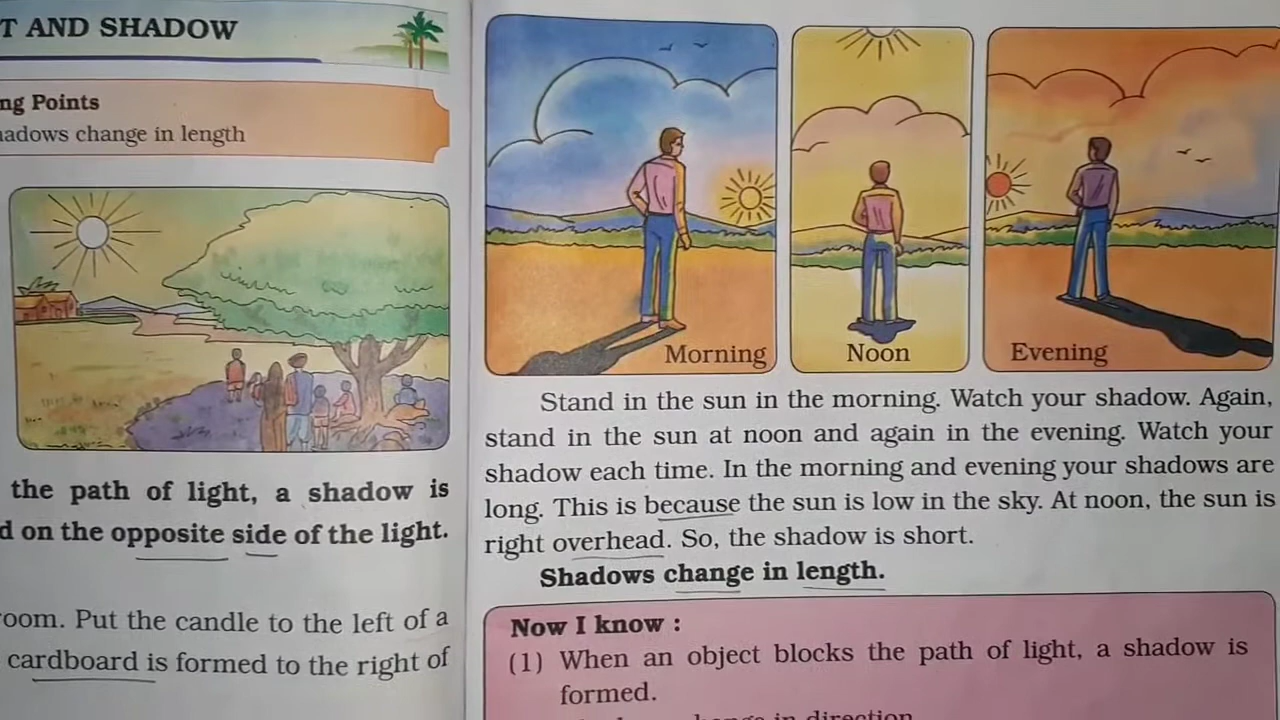 T AND SHADOW
ng Points
hadows change in length
the path of light, a shadow is
d on the opposite side of the light.
room. Put the candle to the left of a
cardboard is formed to the right of
Morning
Noon
Evening
Stand in the sun in the morning. Watch your shadow. Again,
stand in the sun at noon and again in the evening. Watch your
shadow each time. In the morning and evening your shadows are
long. This is because the sun is low in the sky. At noon, the sun is
right overhead. So, the shadow is short.
Shadows change in length.
Now I know :
(1) When an object blocks the path of light, a shadow is
formed.
change in direction